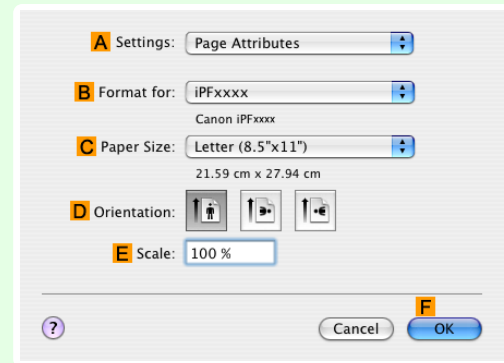 A Settings: Page Attributes
B Format for: iPFxxxx
Canon iPFxxxx
C Paper Size: Letter (8.5"x11")
21.59 cm x 27.94 cm
D Orientation:
E Scale: 100 %
F
? Cancel OK